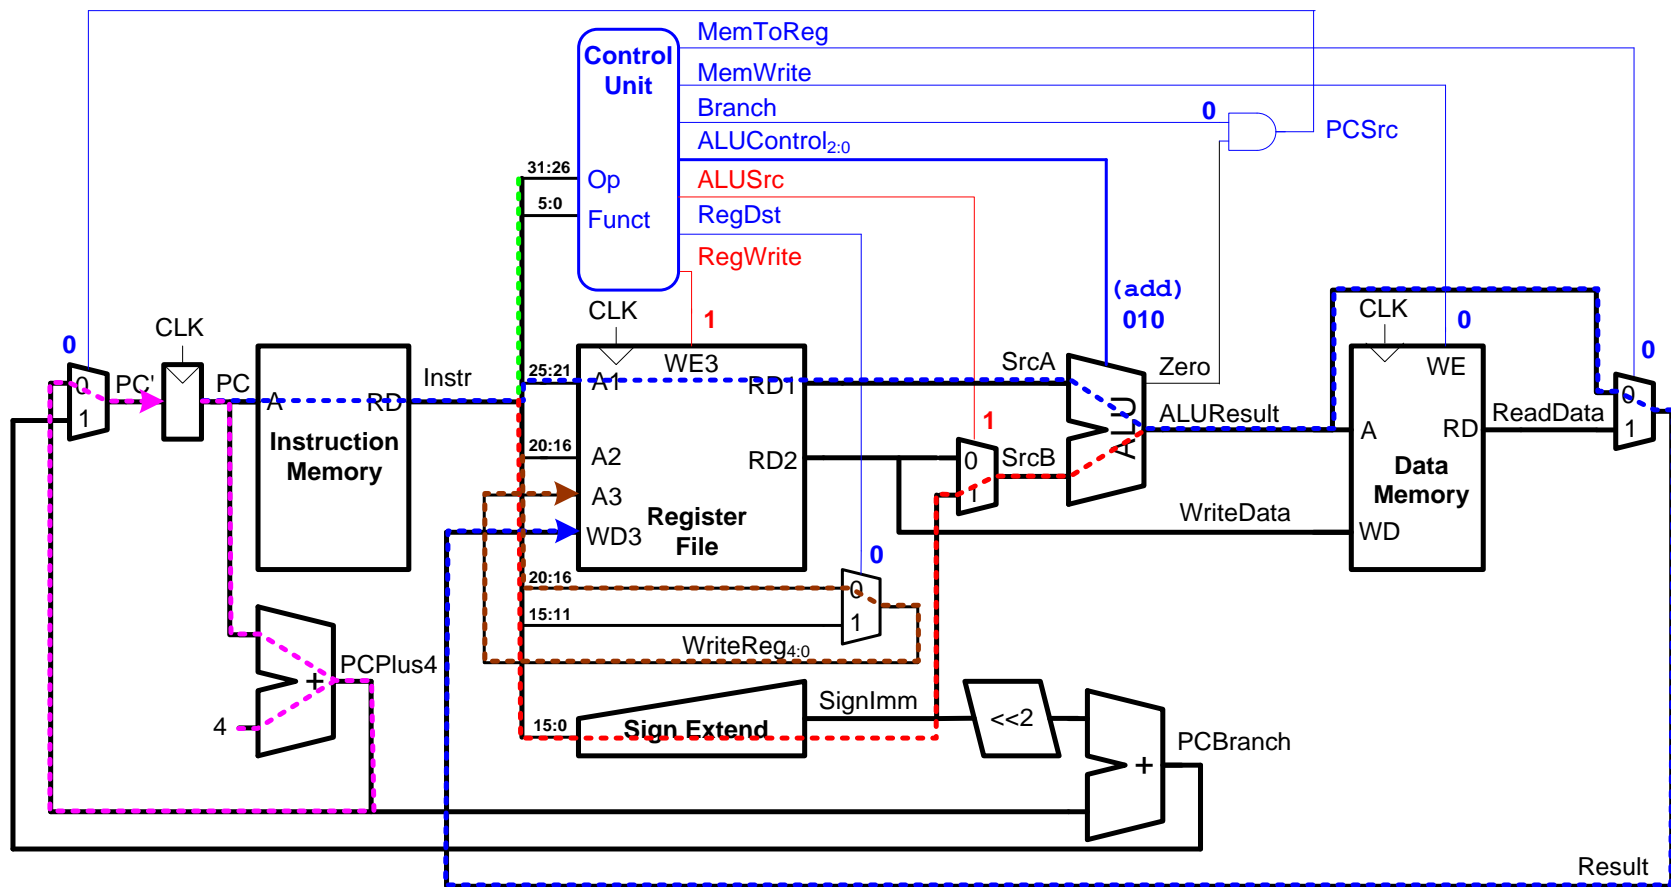 MemToReg
Control
Unit
MemWrite
Branch
0
PCSrc
ALUControl2:0
31:26
Op
ALUSrc
5:0
Funct
RegDst
RegWrite
(add)
010
CLK
CLK
CLK
1
0
0
0
0
1
PC'
PC
A
RD
Instr
Instruction
Memory
25:21
A1
WE3
RD1
SrcA
Zero
ALU
ALUResult
WE
A
RD
ReadData
0
1
20:16
A2
RD2
1
0
1
SrcB
Data
Memory
A3
Register
File
WD3
WriteData
WD
0
20:16
0
1
15:11
WriteReg4:0
PCPlus4
+
4
SignImm
15:0
Sign Extend
<<2
PCBranch
+
Result